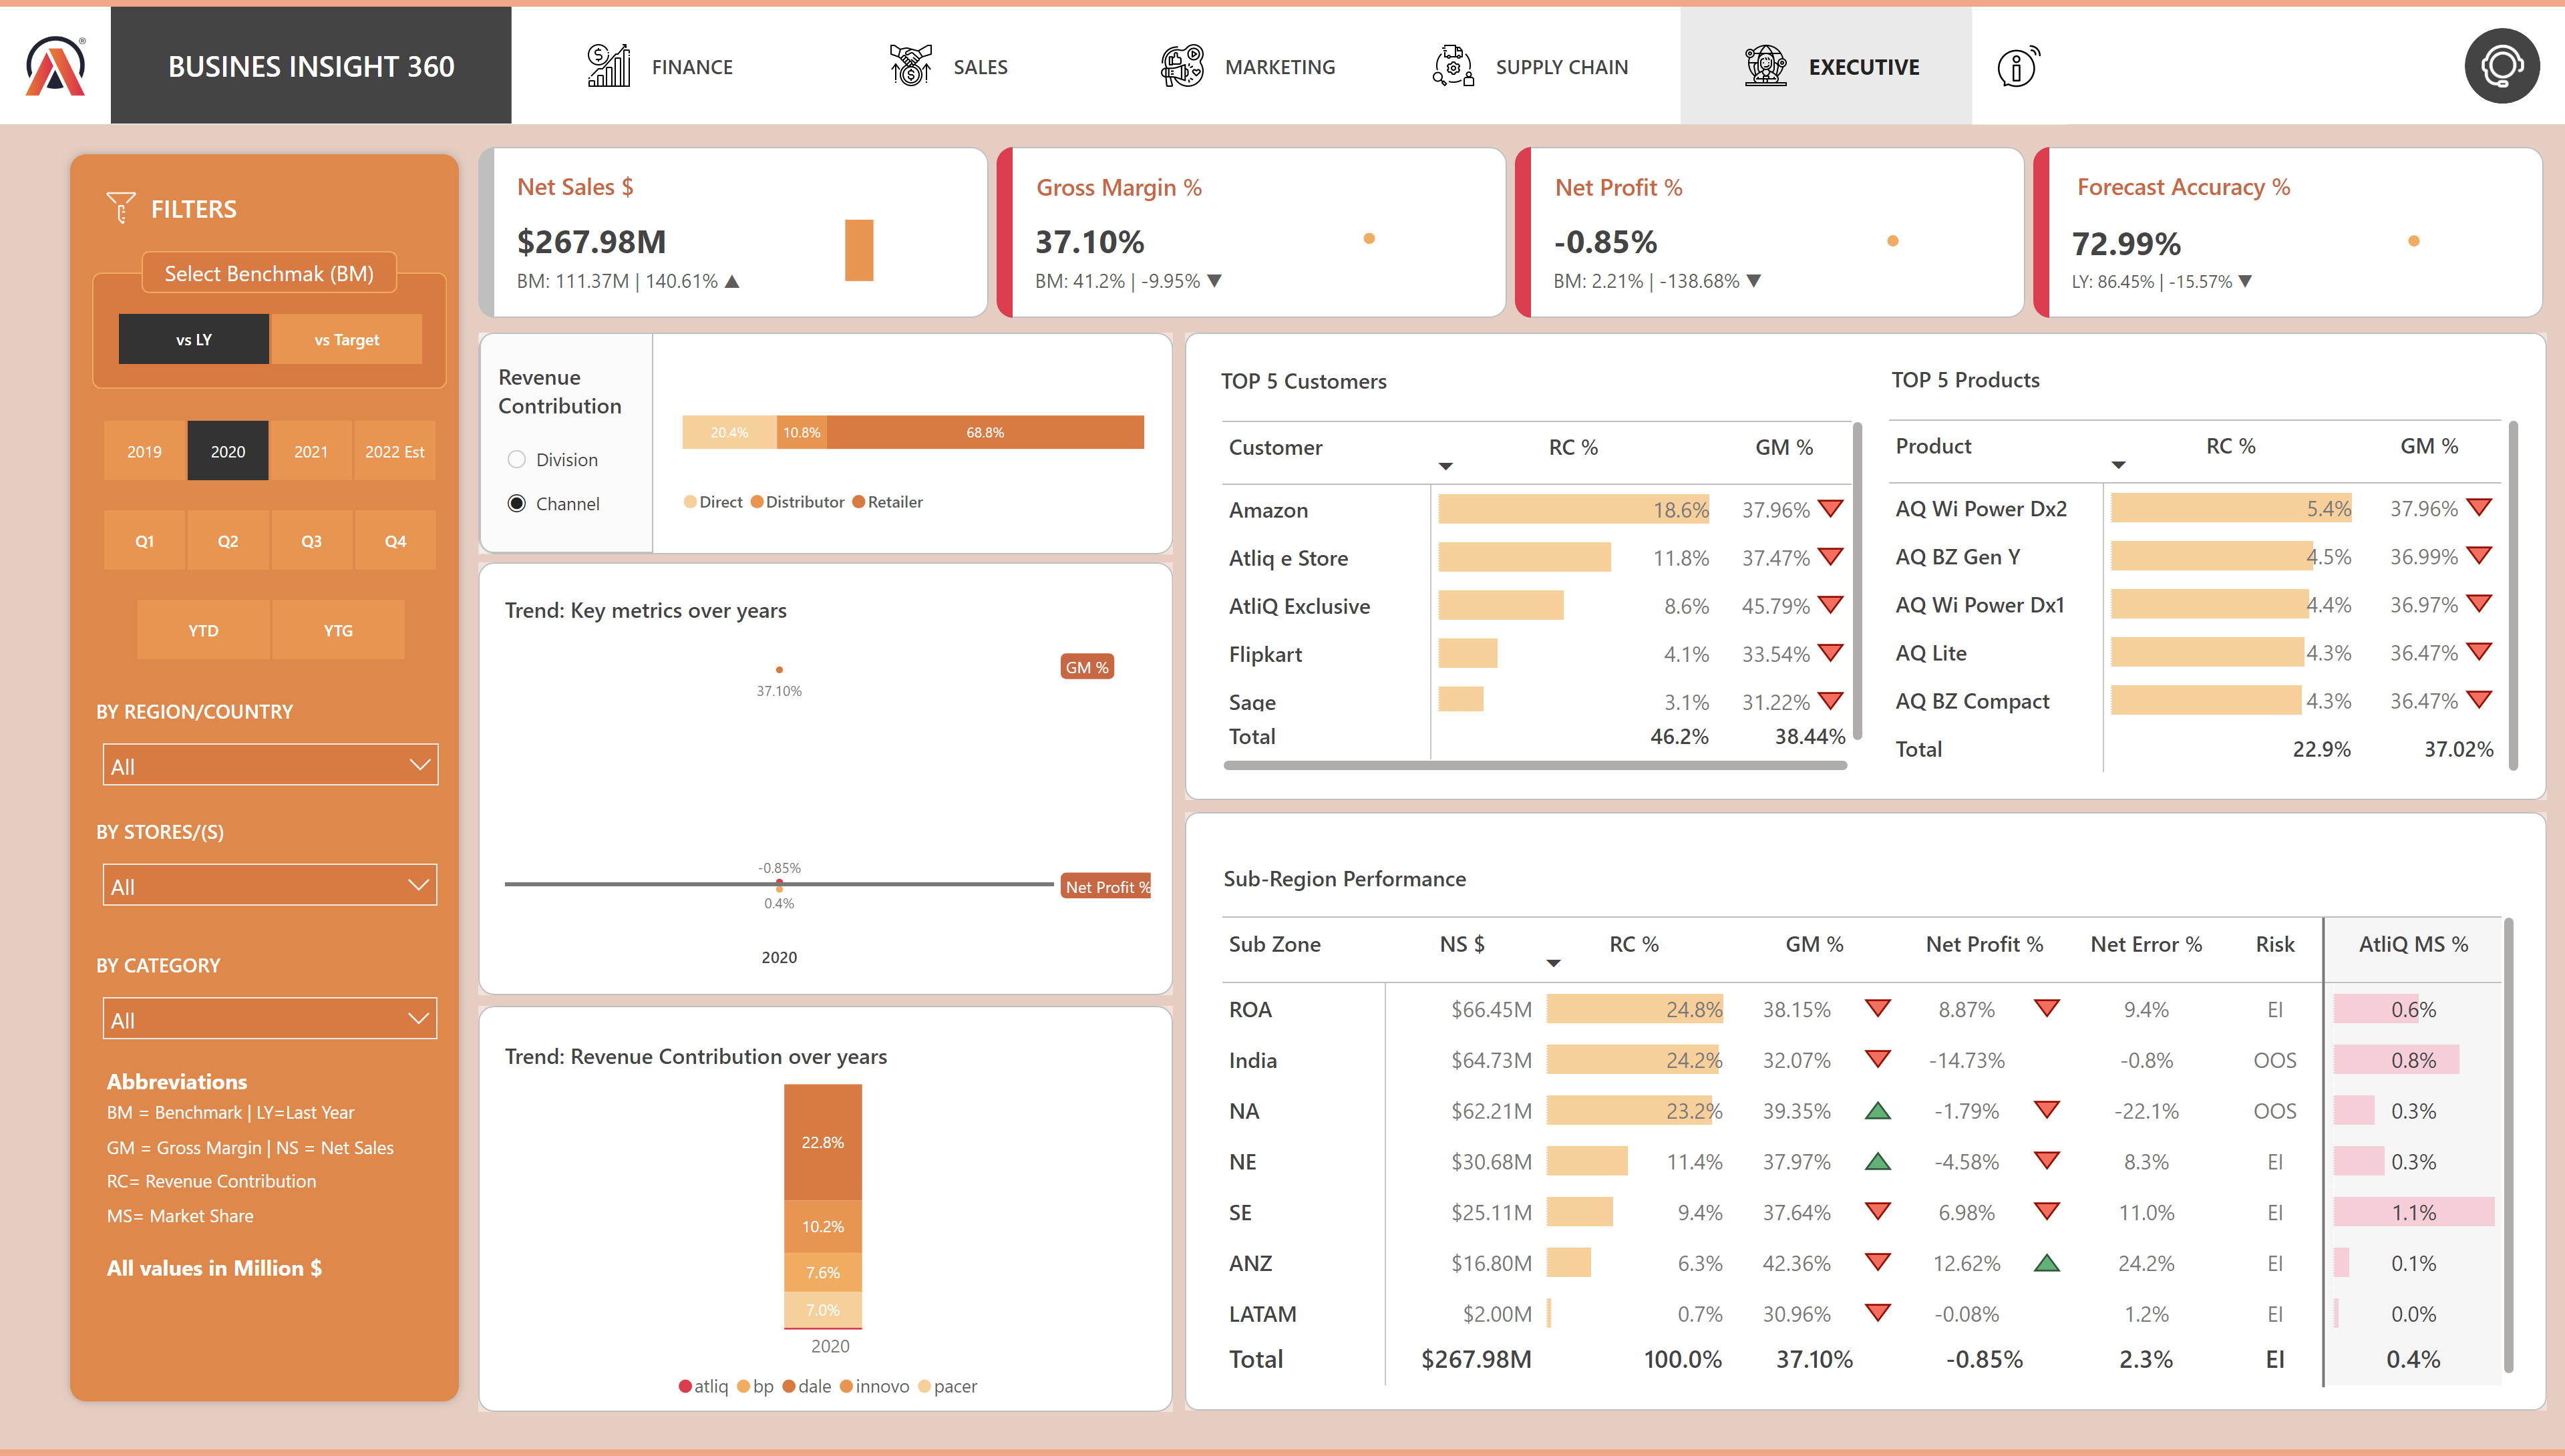 ®
BUSINES INSIGHT 360
FINANCE
SALES
MARKETING
SUPPLY CHAIN
EXECUTIVE
FILTERS
Select Benchmak (BM)
vs LY
vs Target
2019
2020
2021
2022 Est
Q1
Q2
Q3
Q4
YTD
YTG
BY REGION/COUNTRY
All
BY STORES/(S)
All
BY CATEGORY
All
Abbreviations
BM = Benchmark | LY=Last Year
GM = Gross Margin | NS = Net Sales
RC= Revenue Contribution
MS= Market Share
All values in Million $
Net Sales $
$267.98M
BM: 111.37M | 140.61% ▲
Gross Margin %
37.10%
BM: 41.2% | -9.95% ▼
Net Profit %
-0.85%
BM: 2.21% | -138.68% ▼
Forecast Accuracy %
72.99%
LY: 86.45% | -15.57% ▼
Revenue
Contribution
Division
Channel
20.4% 10.8% 68.8%
Direct Distributor Retailer
Trend: Key metrics over years
GM %
37.10%
-0.85%
Net Profit %
0.4%
2020
Trend: Revenue Contribution over years
22.8%
10.2%
7.6%
7.0%
2020
atliq bp dale innovo pacer
TOP 5 Customers
Customer RC % GM %
Amazon 18.6% 37.96%
Atliq e Store 11.8% 37.47%
AtliQ Exclusive 8.6% 45.79%
Flipkart 4.1% 33.54%
Sage 3.1% 31.22%
Total 46.2% 38.44%
TOP 5 Products
Product RC % GM %
AQ Wi Power Dx2 5.4% 37.96%
AQ BZ Gen Y 4.5% 36.99%
AQ Wi Power Dx1 4.4% 36.97%
AQ Lite 4.3% 36.47%
AQ BZ Compact 4.3% 36.47%
Total 22.9% 37.02%
Sub-Region Performance
Sub Zone NS $ RC % GM % Net Profit % Net Error % Risk AtliQ MS %
ROA $66.45M 24.8% 38.15% 8.87% 9.4% EI 0.6%
India $64.73M 24.2% 32.07% -14.73% -0.8% OOS 0.8%
NA $62.21M 23.2% 39.35% -1.79% -22.1% OOS 0.3%
NE $30.68M 11.4% 37.97% -4.58% 8.3% EI 0.3%
SE $25.11M 9.4% 37.64% 6.98% 11.0% EI 1.1%
ANZ $16.80M 6.3% 42.36% 12.62% 24.2% EI 0.1%
LATAM $2.00M 0.7% 30.96% -0.08% 1.2% EI 0.0%
Total $267.98M 100.0% 37.10% -0.85% 2.3% EI 0.4%